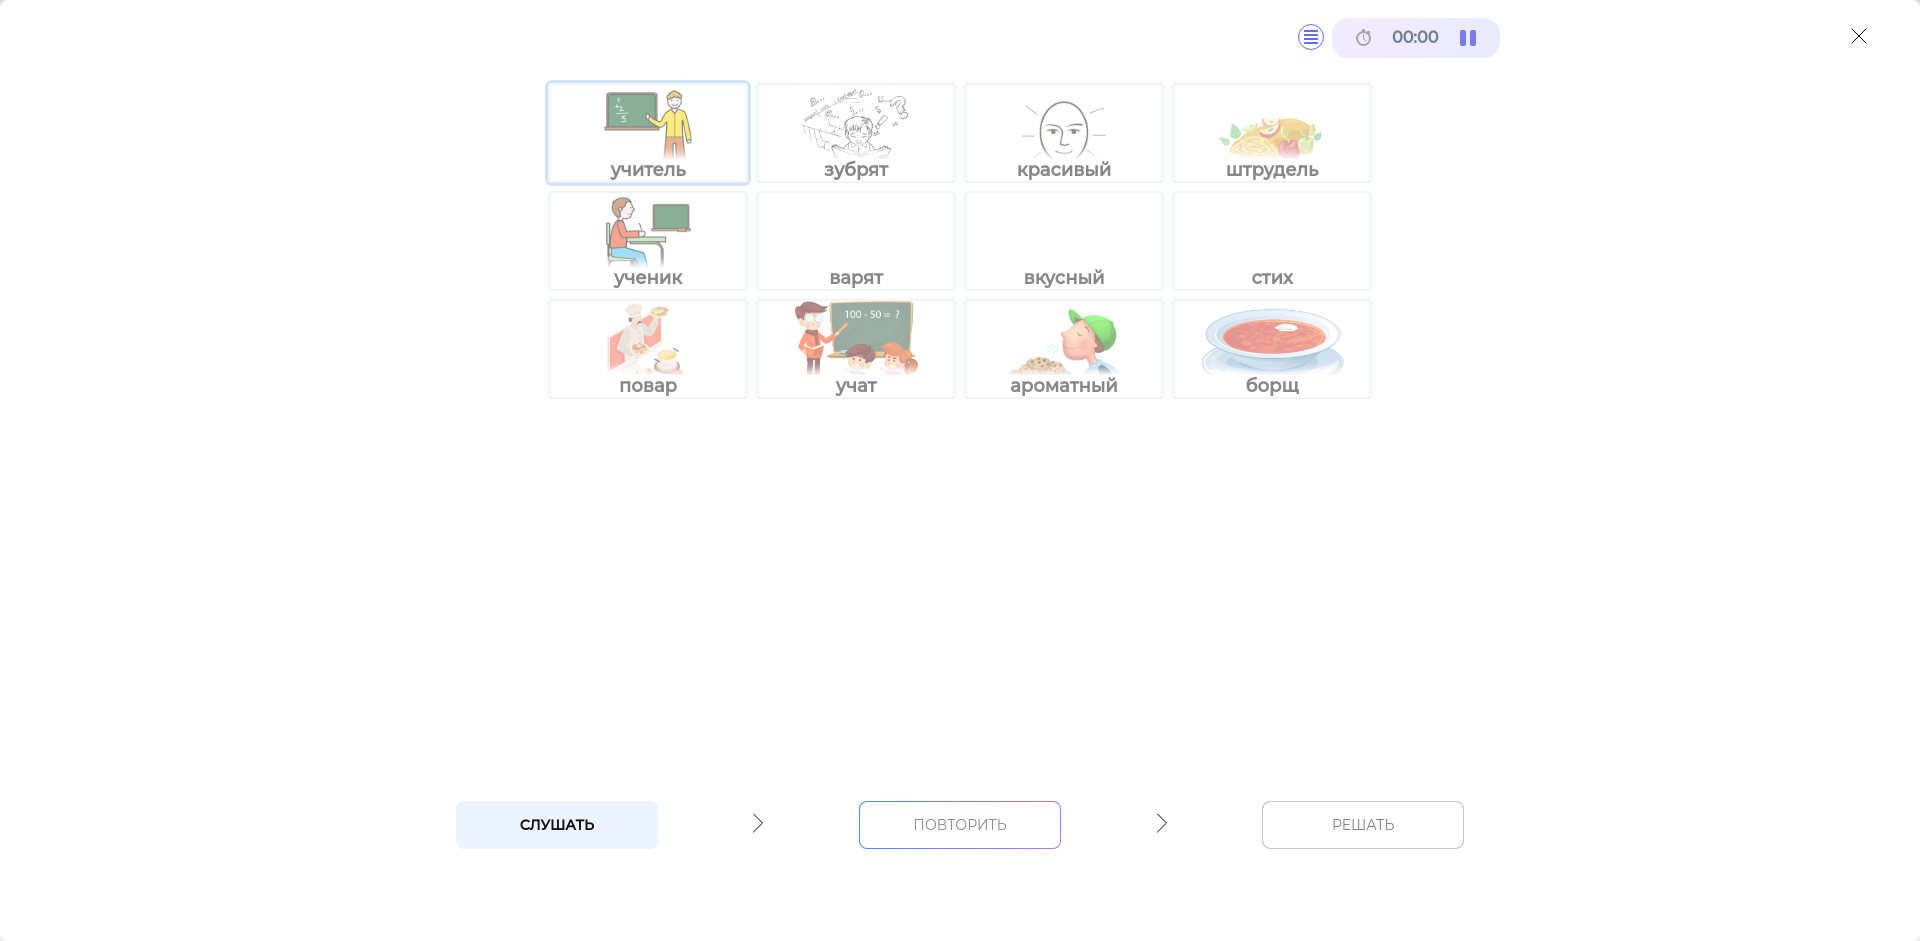 00:00
учитель
зубрят
красивый
штрудель
ученик
варят
вкусный
стих
100 - 50 = ?
повар
учат
ароматный
борщ
СЛУШАТЬ
ПОВТОРИТЬ
РЕШАТЬ